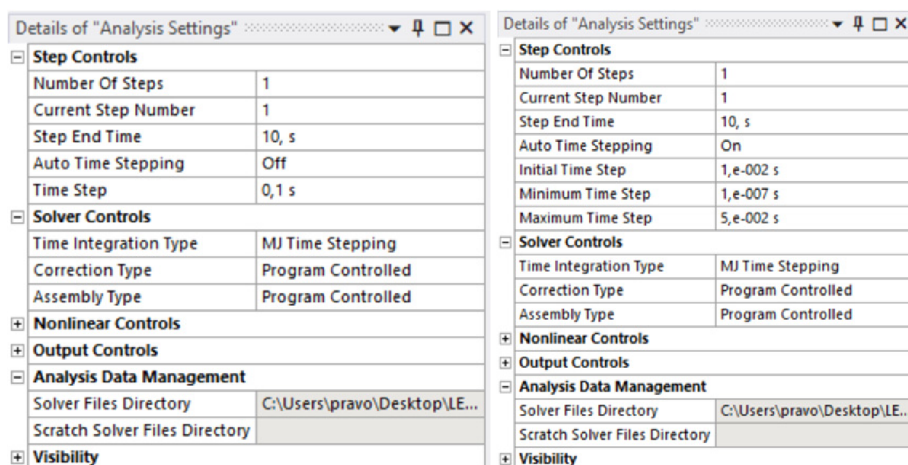 Details of "Analysis Settings"
Step Controls
Number Of Steps 1
Current Step Number 1
Step End Time 10, s
Auto Time Stepping Off
Time Step 0,1 s
Solver Controls
Time Integration Type MJ Time Stepping
Correction Type Program Controlled
Assembly Type Program Controlled
Nonlinear Controls
Output Controls
Analysis Data Management
Solver Files Directory C:\Users\pravo\Desktop\LE...
Scratch Solver Files Directory
Visibility
Details of "Analysis Settings"
Step Controls
Number Of Steps 1
Current Step Number 1
Step End Time 10, s
Auto Time Stepping On
Initial Time Step 1,e-002 s
Minimum Time Step 1,e-007 s
Maximum Time Step 5,e-002 s
Solver Controls
Time Integration Type MJ Time Stepping
Correction Type Program Controlled
Assembly Type Program Controlled
Nonlinear Controls
Output Controls
Analysis Data Management
Solver Files Directory C:\Users\pravo\Desktop\LE...
Scratch Solver Files Directory
Visibility